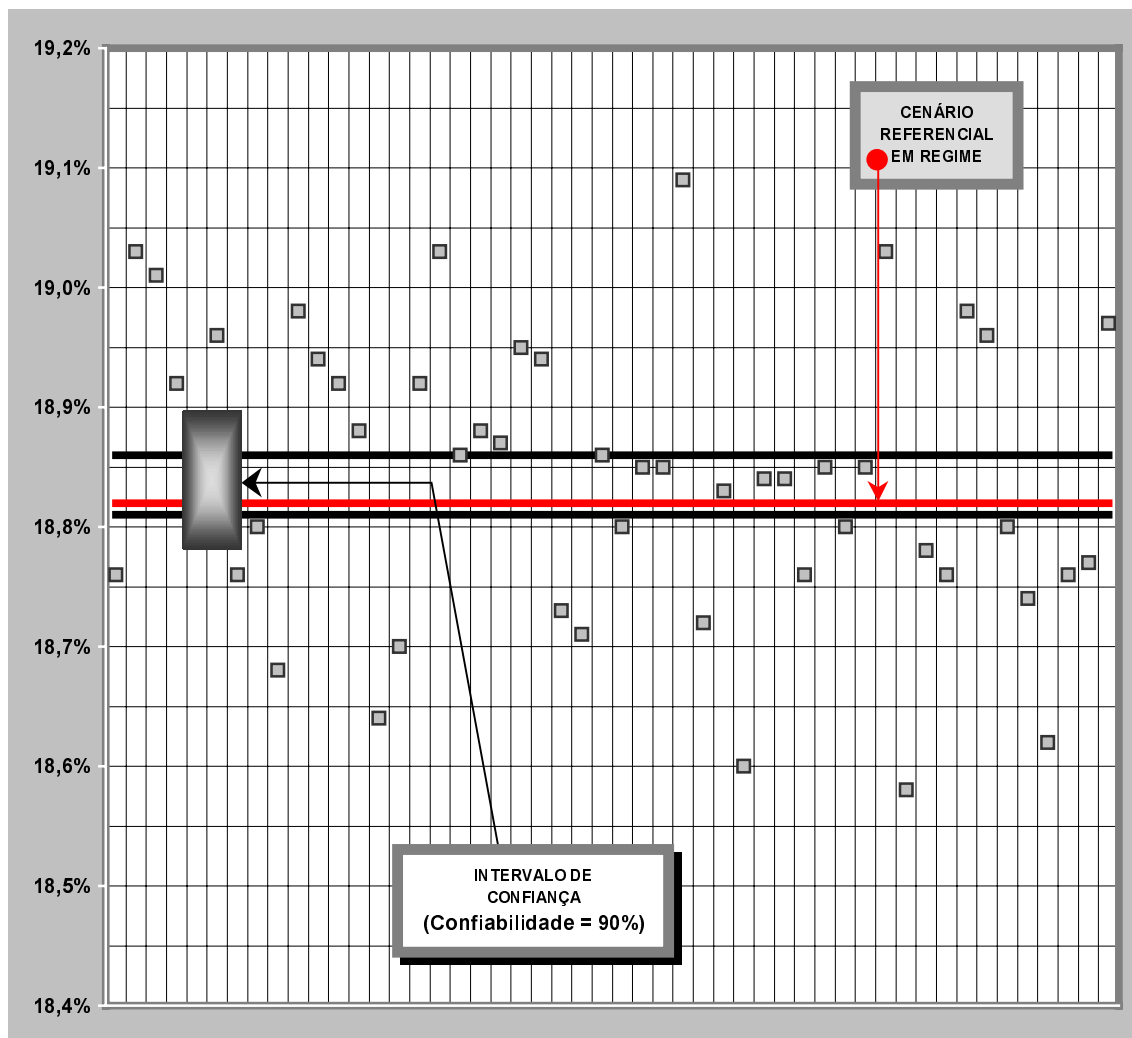 19,2%
CENÁRIO
REFERENCIAL
EM REGIME
19,1%
19,0%
18,9%
18,8%
18,7%
18,6%
18,5%
INTERVALO DE
CONFIANÇA
(Confiabilidade = 90%)
18,4%